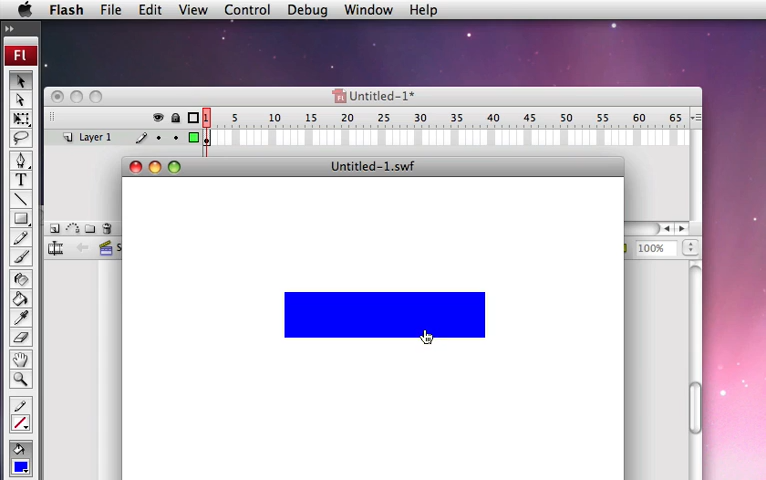 Flash File Edit View Control Debug Window Help
Fl
Untitled-1*
1 5 10 15 20 25 30 35 40 45 50 55 60 65
Layer 1
Untitled-1.swf
S
100%
T